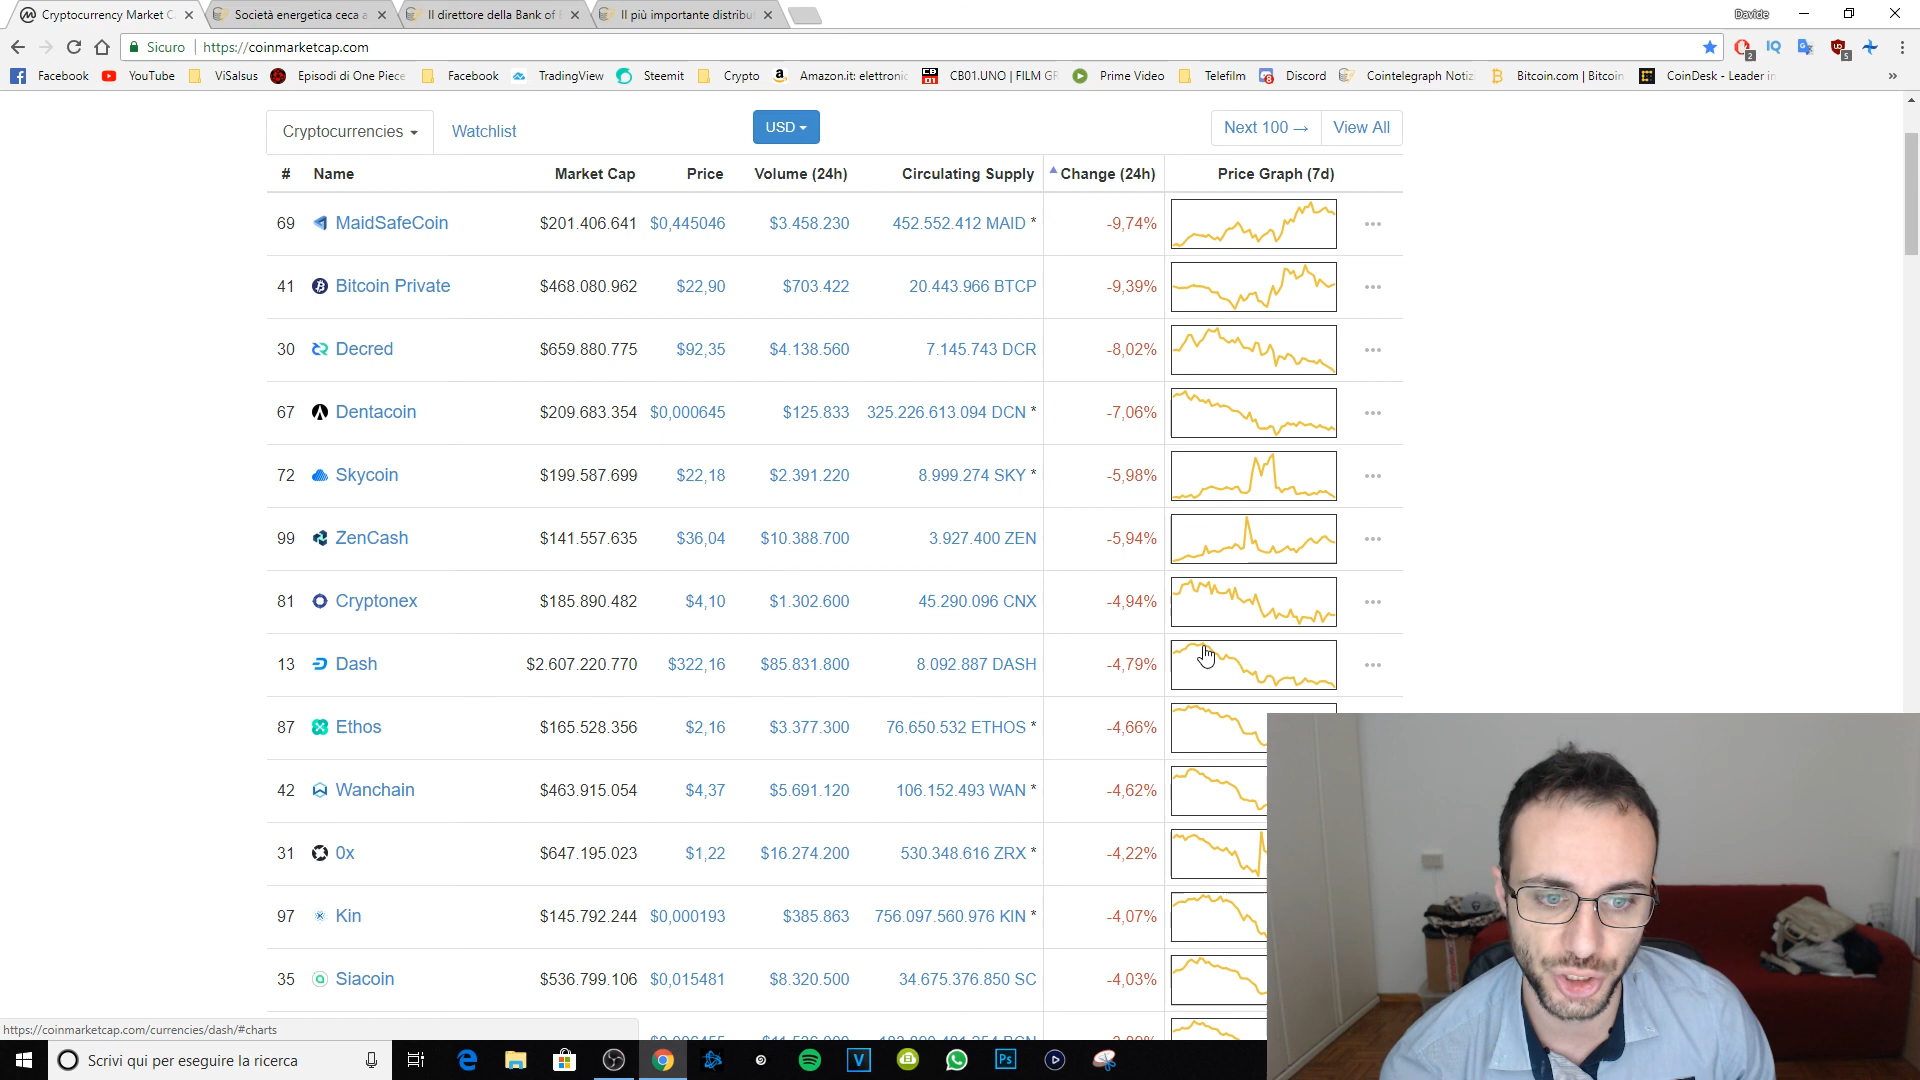 Cryptocurrency Market C
Società energetica ceca a
Il direttore della Bank of E
Il più importante distribut
Davide
Sicuro
https://coinmarketcap.com
Facebook
YouTube
ViSalsus
Episodi di One Piece
Facebook
TradingView
Steemit
Crypto
Amazon.it: elettronic
CB01.UNO | FILM GR
Prime Video
Telefilm
Discord
Cointelegraph Notiz
Bitcoin.com | Bitcoin
CoinDesk - Leader in
Cryptocurrencies
Watchlist
USD
Next 100 →
View All
# Name Market Cap Price Volume (24h) Circulating Supply Change (24h) Price Graph (7d)
69 MaidSafeCoin $201.406.641 $0,445046 $3.458.230 452.552.412 MAID * -9,74%
41 Bitcoin Private $468.080.962 $22,90 $703.422 20.443.966 BTCP -9,39%
30 Decred $659.880.775 $92,35 $4.138.560 7.145.743 DCR -8,02%
67 Dentacoin $209.683.354 $0,000645 $125.833 325.226.613.094 DCN * -7,06%
72 Skycoin $199.587.699 $22,18 $2.391.220 8.999.274 SKY * -5,98%
99 ZenCash $141.557.635 $36,04 $10.388.700 3.927.400 ZEN -5,94%
81 Cryptonex $185.890.482 $4,10 $1.302.600 45.290.096 CNX -4,94%
13 Dash $2.607.220.770 $322,16 $85.831.800 8.092.887 DASH -4,79%
87 Ethos $165.528.356 $2,16 $3.377.300 76.650.532 ETHOS * -4,66%
42 Wanchain $463.915.054 $4,37 $5.691.120 106.152.493 WAN * -4,62%
31 0x $647.195.023 $1,22 $16.274.200 530.348.616 ZRX * -4,22%
97 Kin $145.792.244 $0,000193 $385.863 756.097.560.976 KIN * -4,07%
35 Siacoin $536.799.106 $0,015481 $8.320.500 34.675.376.850 SC -4,03%
https://coinmarketcap.com/currencies/dash/#charts
Scrivi qui per eseguire la ricerca